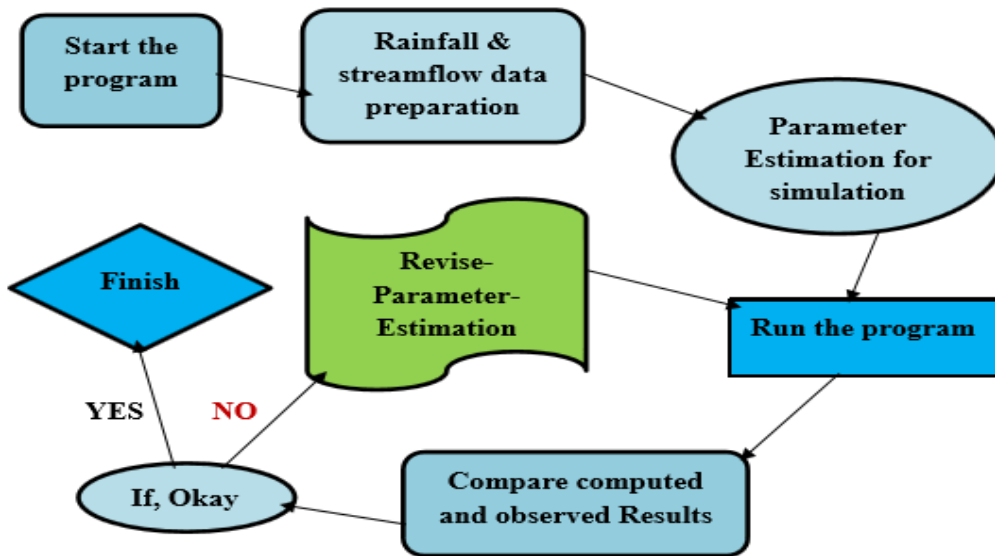 Start the
program
Rainfall &
streamflow data
preparation
Parameter
Estimation for
simulation
Finish
Revise-
Parameter-
Estimation
Run the program
YES
NO
If, Okay
Compare computed
and observed Results